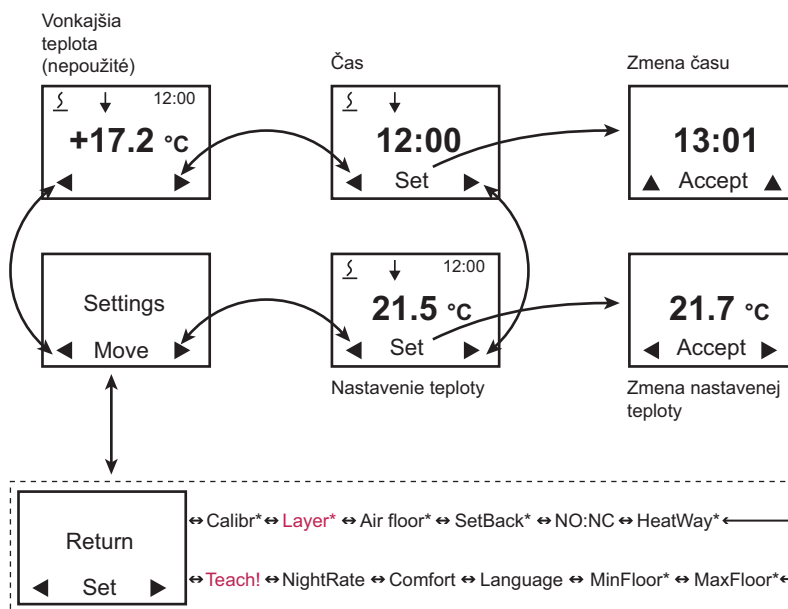 Vonkajšia
teplota
(nepoužité)
12:00
+17.2 °C
Čas
12:00
12:00
Set
Zmena času
13:01
Accept
Settings
Move
12:00
21.5 °C
Set
Nastavenie teploty
21.7 °C
Accept
Zmena nastavenej
teploty
Return
Set
Calibr* Layer* Air floor* SetBack* NO:NC HeatWay*
Teach! NightRate Comfort Language MinFloor* MaxFloor*